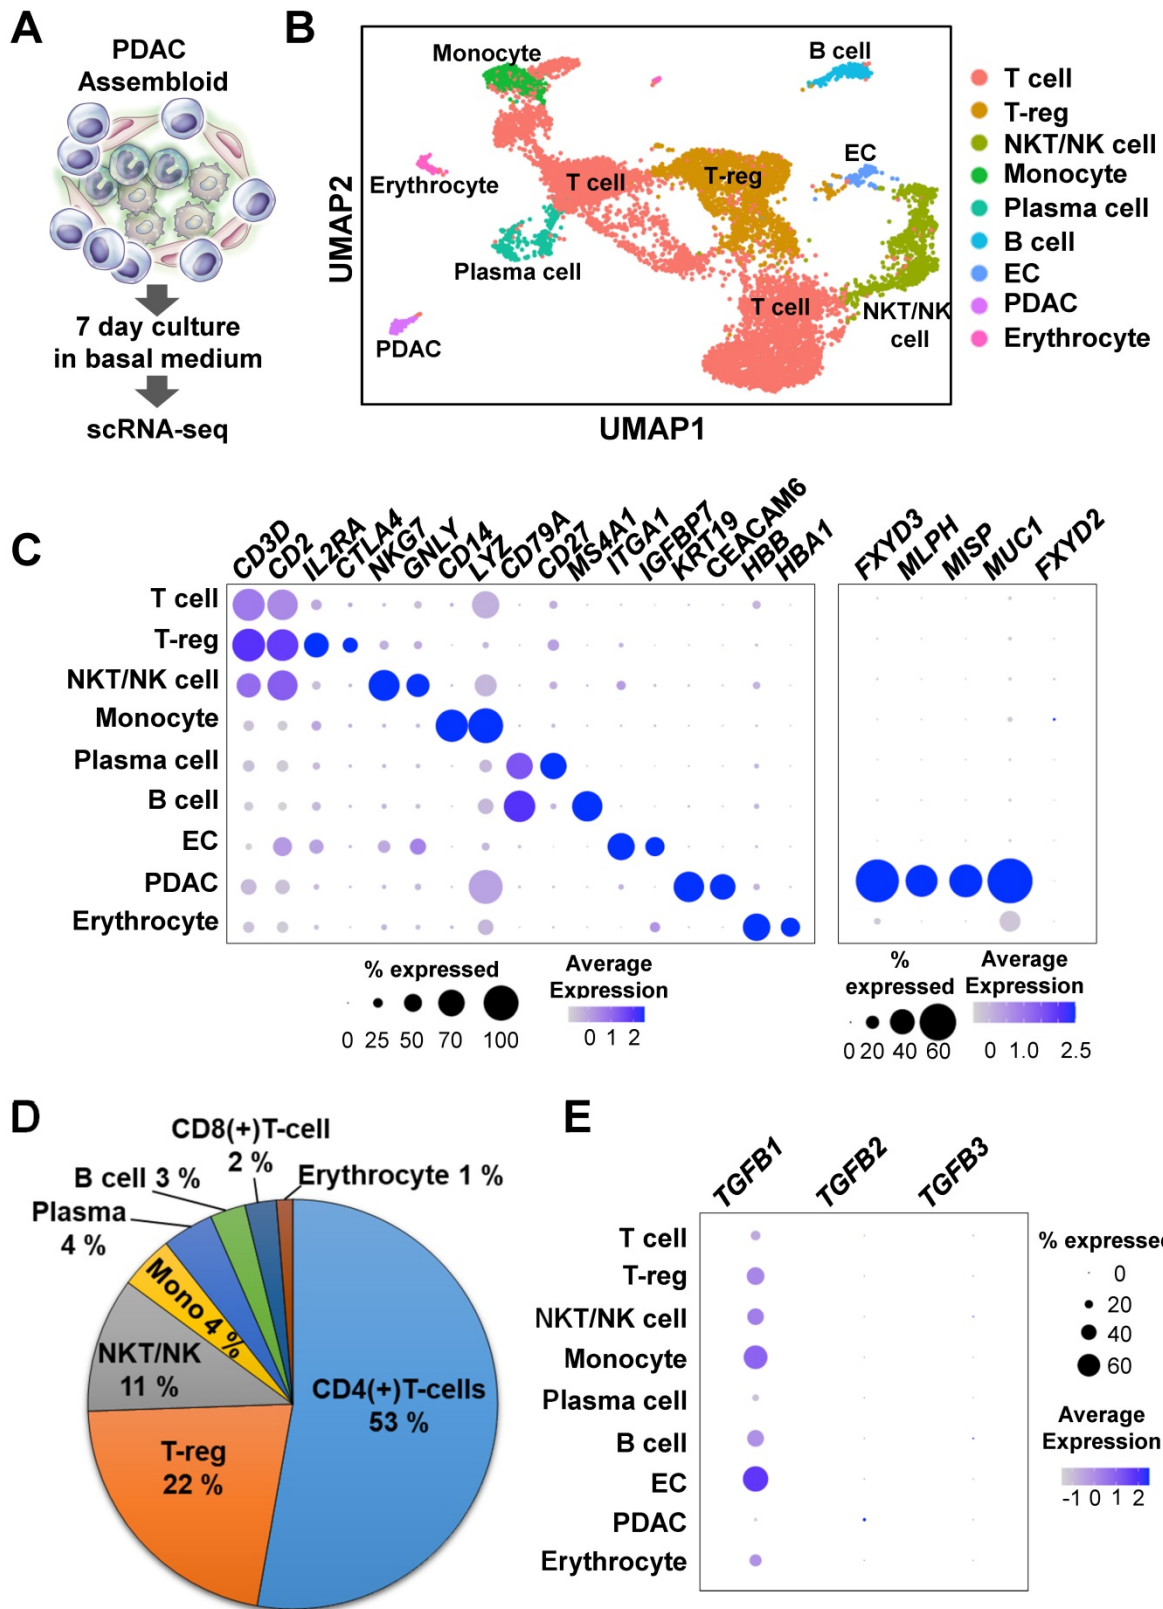 A
PDAC
Assembloid
7 day culture
in basal medium
scRNA-seq
B
Monocyte
B cell
Erythrocyte
T cell
T-reg
EC
Plasma cell
T cell
NKT/NK
cell
PDAC
UMAP2
UMAP1
T cell
T-reg
NKT/NK cell
Monocyte
Plasma cell
B cell
EC
PDAC
Erythrocyte
C
CD3D CD2 IL2RA CTLA4 NKG7 GNLY CD14 LYZ CD79A CD27 MS4A1 ITGA1 IGFBP7 KRT19 CEACAM6 HBB HBA1
FXYD3 MLPH MISP MUC1 FXYD2
T cell
T-reg
NKT/NK cell
Monocyte
Plasma cell
B cell
EC
PDAC
Erythrocyte
% expressed
0 25 50 70 100
Average
Expression
0 1 2
%
expressed
0 20 40 60
Average
Expression
0 1.0 2.5
D
CD8(+)T-cell
2 %
B cell 3 %
Erythrocyte 1 %
Plasma
4 %
Mono 4 %
NKT/NK
11 %
CD4(+)T-cells
53 %
T-reg
22 %
E
TGFB1 TGFB2 TGFB3
T cell
T-reg
NKT/NK cell
Monocyte
Plasma cell
B cell
EC
PDAC
Erythrocyte
% expressed
0
20
40
60
Average
Expression
-1 0 1 2